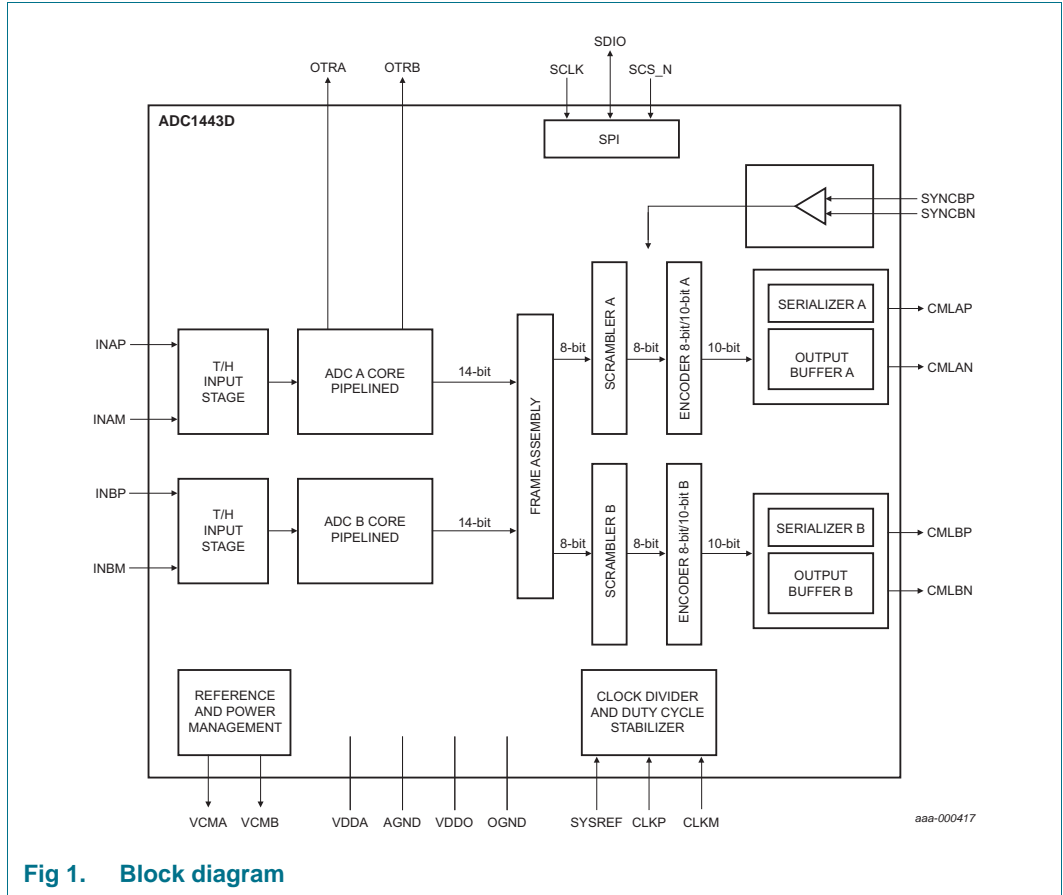 SDIO
OTRA
OTRB
SCLK
SCS_N
ADC1443D
SPI
SYNCBP
SYNCBN
SCRAMBLER A
ENCODER 8-bit/10-bit A
SERIALIZER A
CMLAP
INAP
8-bit
8-bit
10-bit
T/H
INPUT
STAGE
ADC A CORE
PIPELINED
14-bit
OUTPUT
BUFFER A
CMLAN
INAM
FRAME ASSEMBLY
INBP
SCRAMBLER B
ENCODER 8-bit/10-bit B
T/H
INPUT
STAGE
ADC B CORE
PIPELINED
14-bit
SERIALIZER B
CMLBP
8-bit
8-bit
10-bit
INBM
OUTPUT
BUFFER B
CMLBN
REFERENCE
AND POWER
MANAGEMENT
CLOCK DIVIDER
AND DUTY CYCLE
STABILIZER
VCMA
VCMB
VDDA
AGND
VDDO
OGND
SYSREF
CLKP
CLKM
aaa-000417
Fig 1. Block diagram